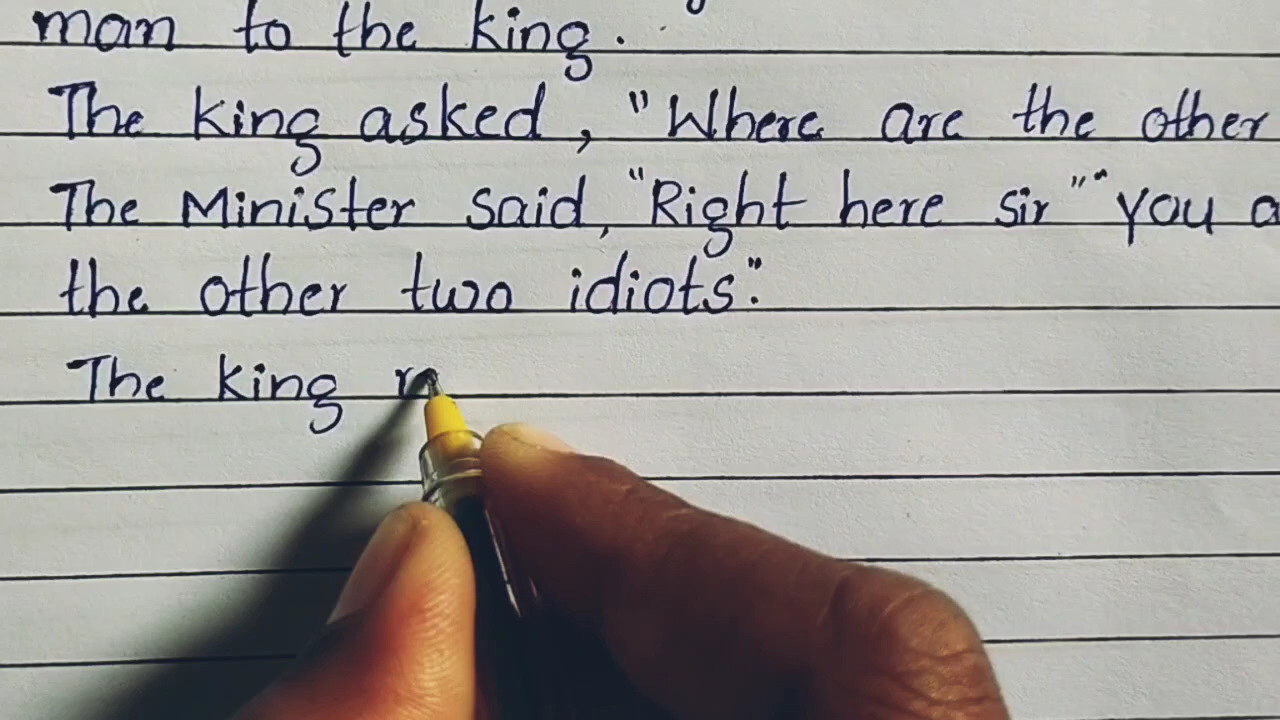 man to the king.
The king asked, "Where are the other
The Minister said, "Right here sir" "you
the other two idiots".
The king